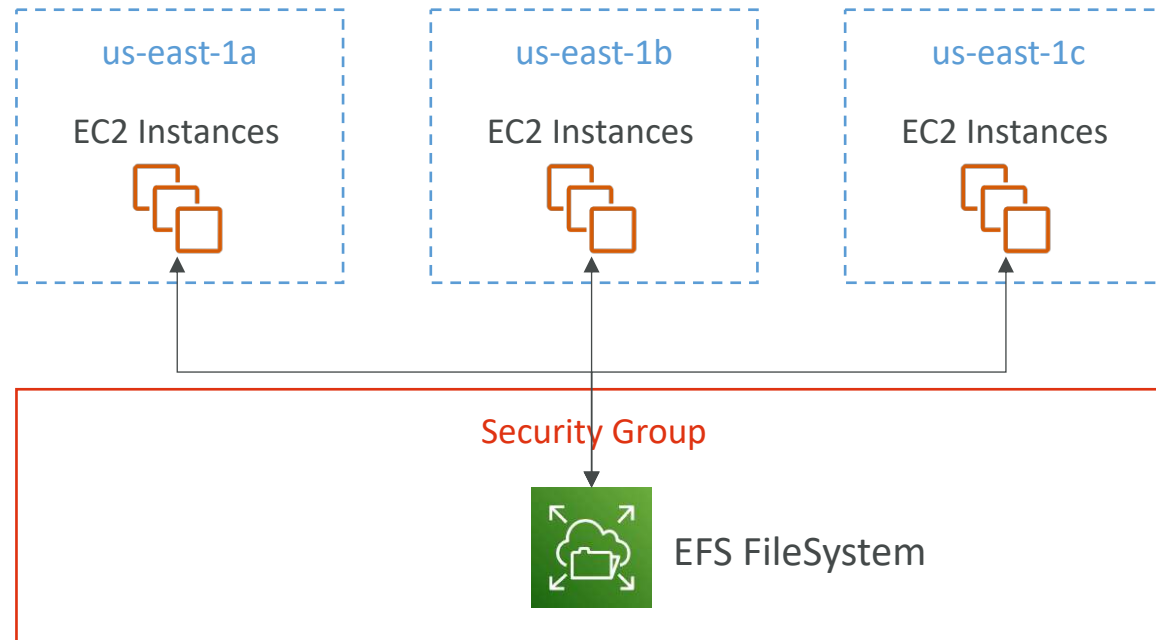 us-east-1a
us-east-1b
us-east-1c
EC2 Instances
EC2 Instances
EC2 Instances
Security Group
EFS FileSystem